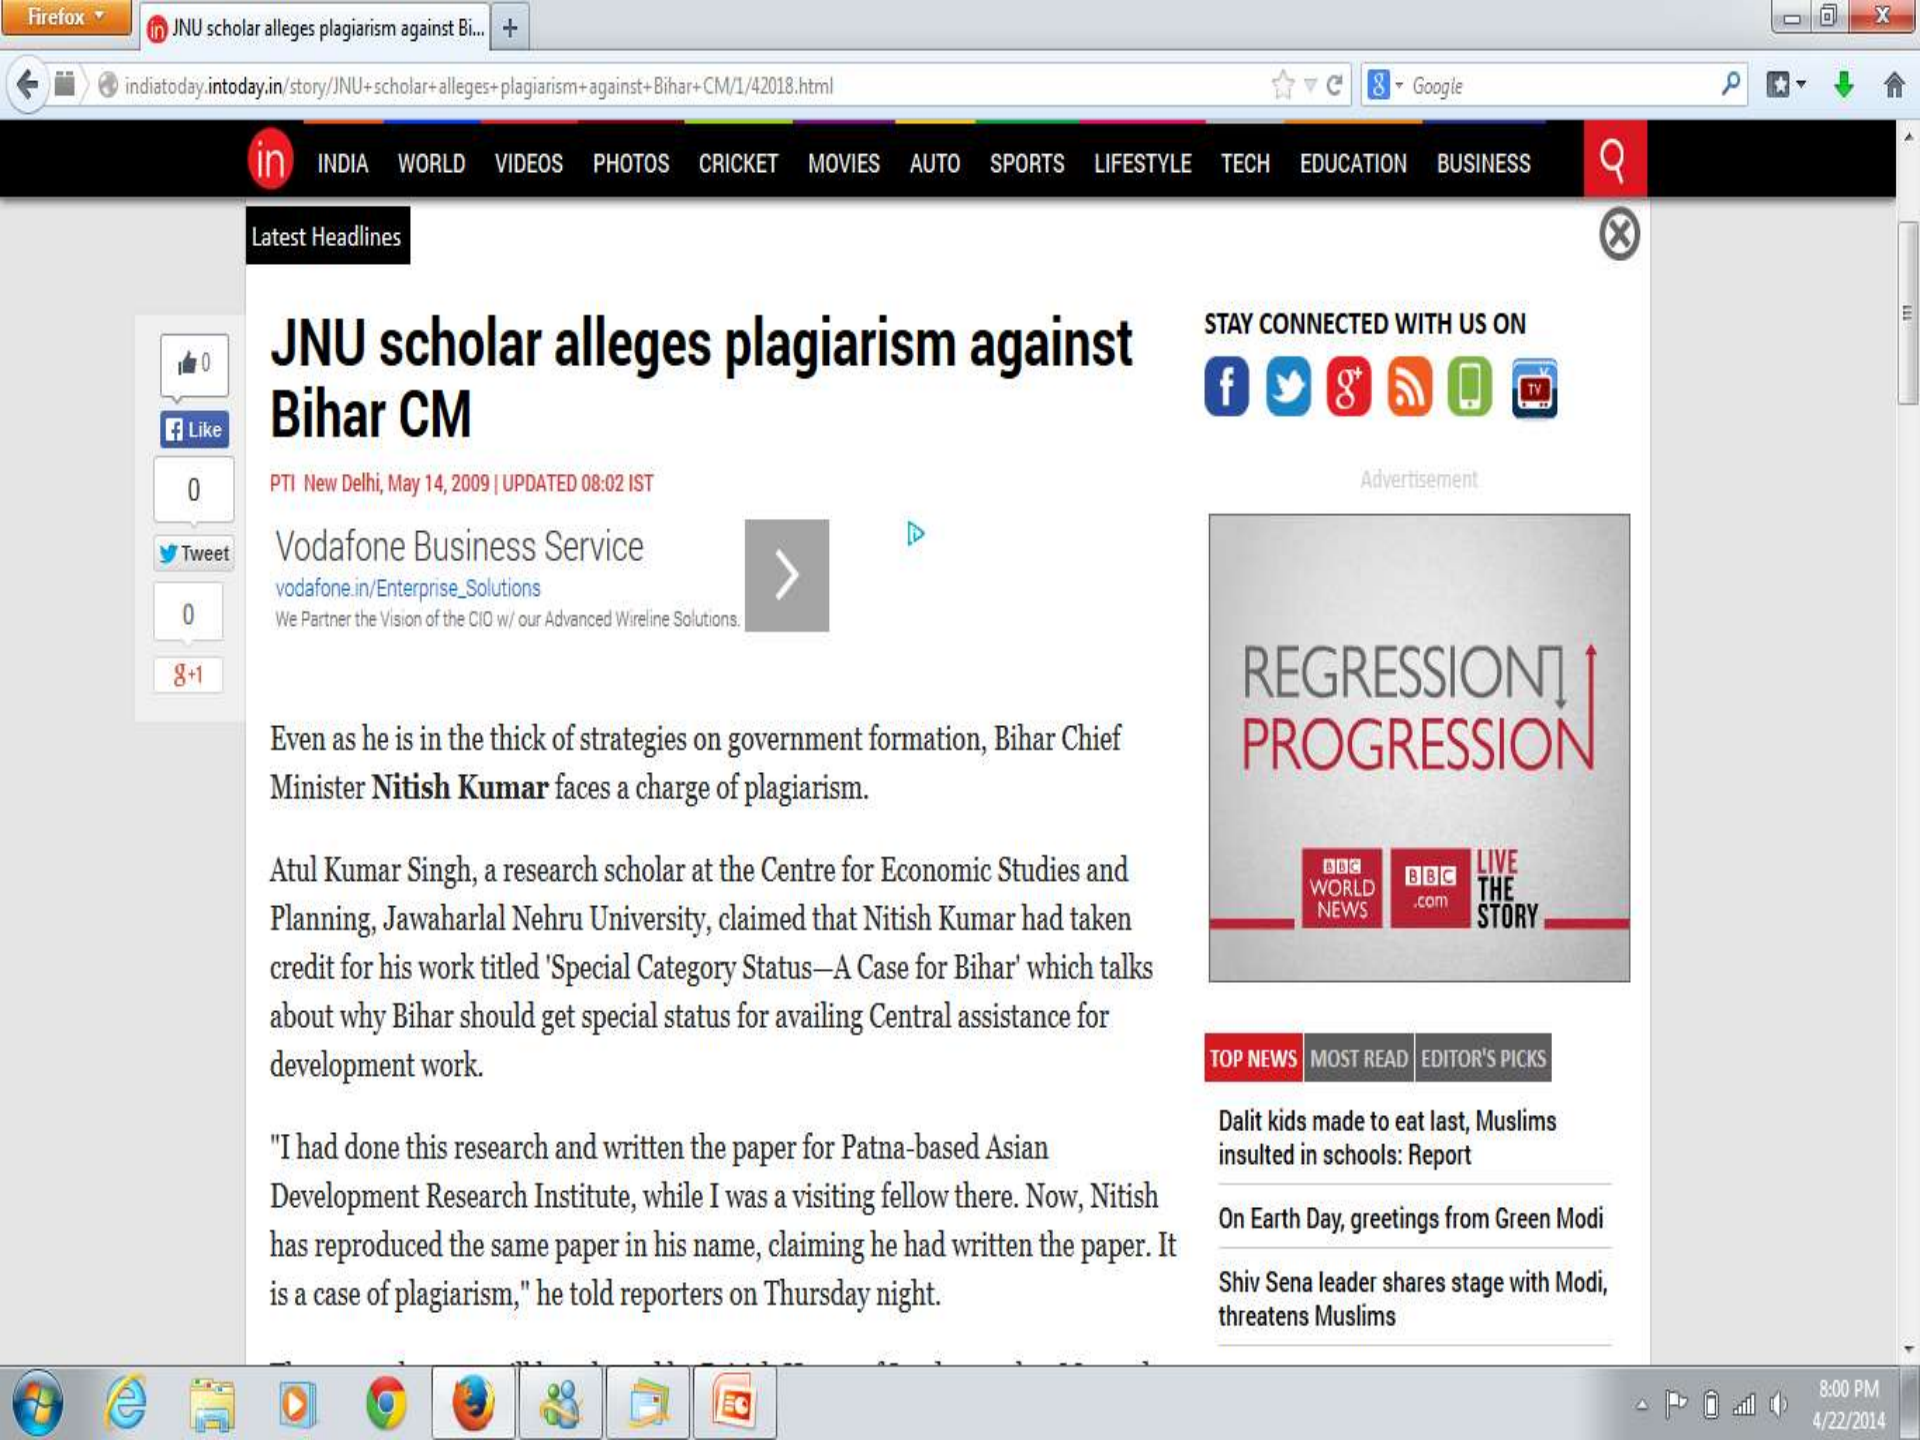 Firefox
JNU scholar alleges plagiarism against Bi...
indiatoday.intoday.in/story/JNU+scholar+alleges+plagiarism+against+Bihar+CM/1/42018.html
Google
in INDIA WORLD VIDEOS PHOTOS CRICKET MOVIES AUTO SPORTS LIFESTYLE TECH EDUCATION BUSINESS
Latest Headlines
JNU scholar alleges plagiarism against
Bihar CM
PTI New Delhi, May 14, 2009 | UPDATED 08:02 IST
0
Like
0
Tweet
0
g+1
Vodafone Business Service
vodafone.in/Enterprise_Solutions
We Partner the Vision of the CIO w/ our Advanced Wireline Solutions.
Even as he is in the thick of strategies on government formation, Bihar Chief
Minister Nitish Kumar faces a charge of plagiarism.
Atul Kumar Singh, a research scholar at the Centre for Economic Studies and
Planning, Jawaharlal Nehru University, claimed that Nitish Kumar had taken
credit for his work titled 'Special Category Status—A Case for Bihar' which talks
about why Bihar should get special status for availing Central assistance for
development work.
"I had done this research and written the paper for Patna-based Asian
Development Research Institute, while I was a visiting fellow there. Now, Nitish
has reproduced the same paper in his name, claiming he had written the paper. It
is a case of plagiarism," he told reporters on Thursday night.
STAY CONNECTED WITH US ON
TV
Advertisement
REGRESSION
PROGRESSION
BBC WORLD NEWS
BBC .com
LIVE THE STORY
TOP NEWS MOST READ EDITOR'S PICKS
Dalit kids made to eat last, Muslims
insulted in schools: Report
On Earth Day, greetings from Green Modi
Shiv Sena leader shares stage with Modi,
threatens Muslims
8:00 PM
4/22/2014